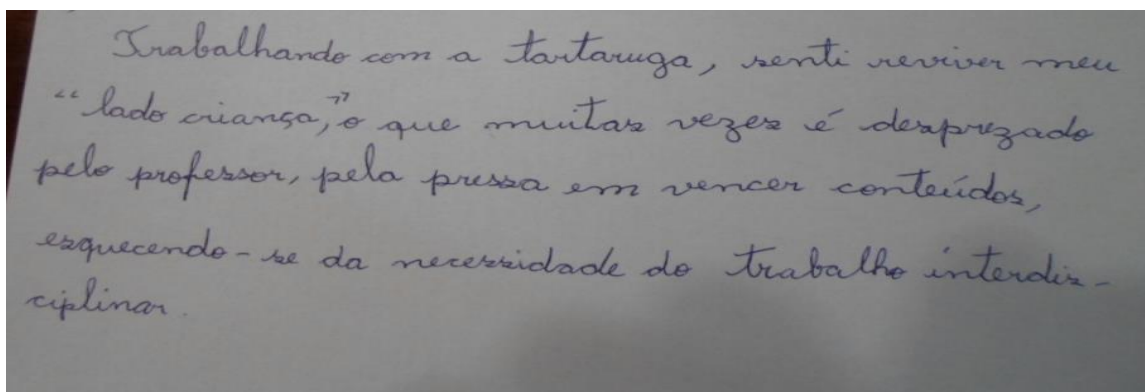 Trabalhando com a tartaruga, senti reviver meu
"lado criança," o que muitas vezes é desprezado
pelo professor, pela pressa em vencer conteúdos,
esquecendo-se da necessidade do trabalho interdis-
ciplinar.